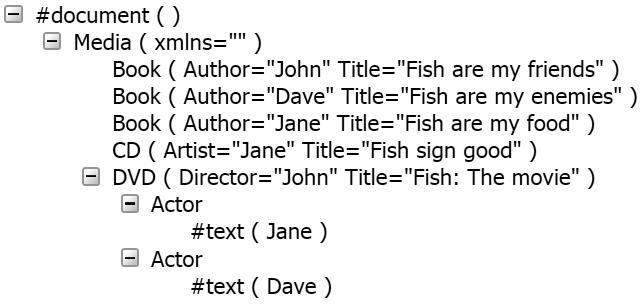 #document ( )
Media ( xmlns="" )
Book ( Author="John" Title="Fish are my friends" )
Book ( Author="Dave" Title="Fish are my enemies" )
Book ( Author="Jane" Title="Fish are my food" )
CD ( Artist="Jane" Title="Fish sign good" )
DVD ( Director="John" Title="Fish: The movie" )
Actor
#text ( Jane )
Actor
#text ( Dave )